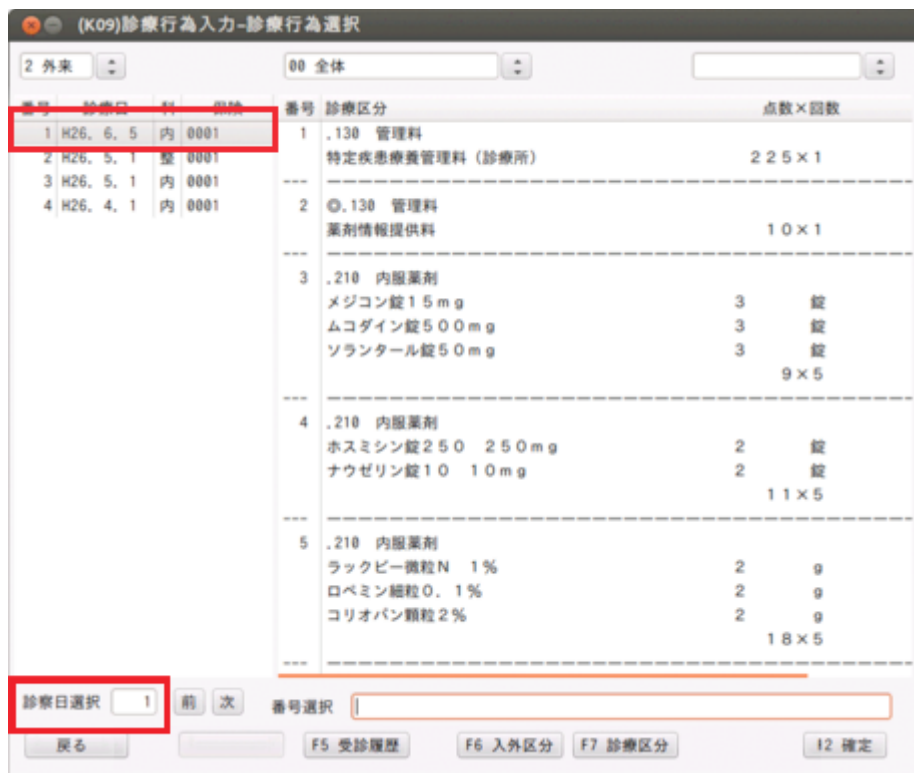 (K09)診療行為入力-診療行為選択
2 外来
00 全体
番号 診療日 科 保険
1 H26. 6. 5 内 0001
2 H26. 5. 1 整 0001
3 H26. 5. 1 内 0001
4 H26. 4. 1 内 0001
番号 診療区分 点数×回数
1 .130 管理料
特定疾患療養管理料（診療所） 225×1
---
2 ◎.130 管理料
薬剤情報提供料 10×1
---
3 .210 内服薬剤
メジコン錠15mg 3 錠
ムコダイン錠500mg 3 錠
ソランタール錠50mg 3 錠
9×5
---
4 .210 内服薬剤
ホスミシン錠250 250mg 2 錠
ナウゼリン錠10 10mg 2 錠
11×5
---
5 .210 内服薬剤
ラックビー微粒N 1% 2 g
ロペミン細粒0.1% 2 g
コリオパン顆粒2% 2 g
18×5
---
診察日選択 1 前 次 番号選択
戻る F5 受診履歴 F6 入外区分 F7 診療区分 12 確定